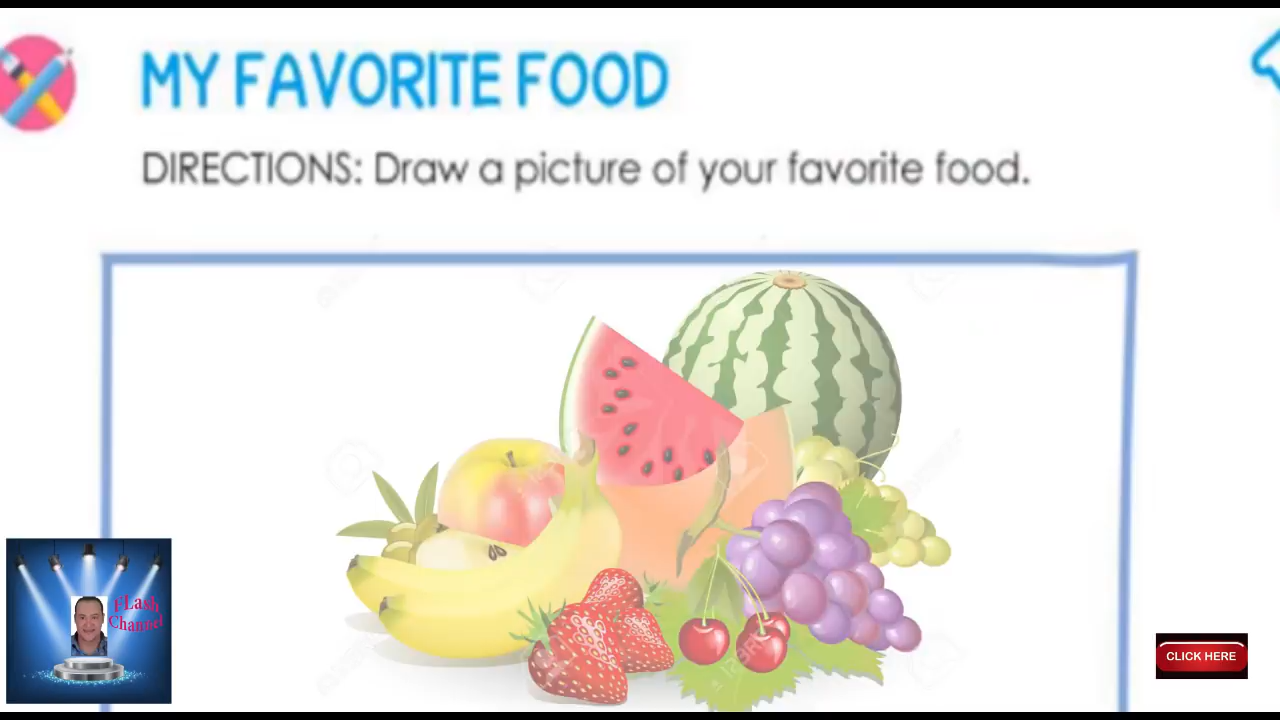 MY FAVORITE FOOD
DIRECTIONS: Draw a picture of your favorite food.
FLash
Channel
CLICK HERE